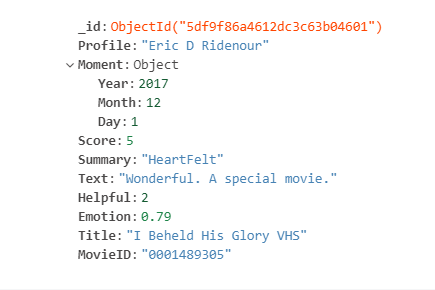 _id: ObjectId("5df9f86a4612dc3c63b04601")
Profile: "Eric D Ridenour"
Moment: Object
Year: 2017
Month: 12
Day: 1
Score: 5
Summary: "HeartFelt"
Text: "Wonderful. A special movie."
Helpful: 2
Emotion: 0.79
Title: "I Beheld His Glory VHS"
MovieID: "0001489305"